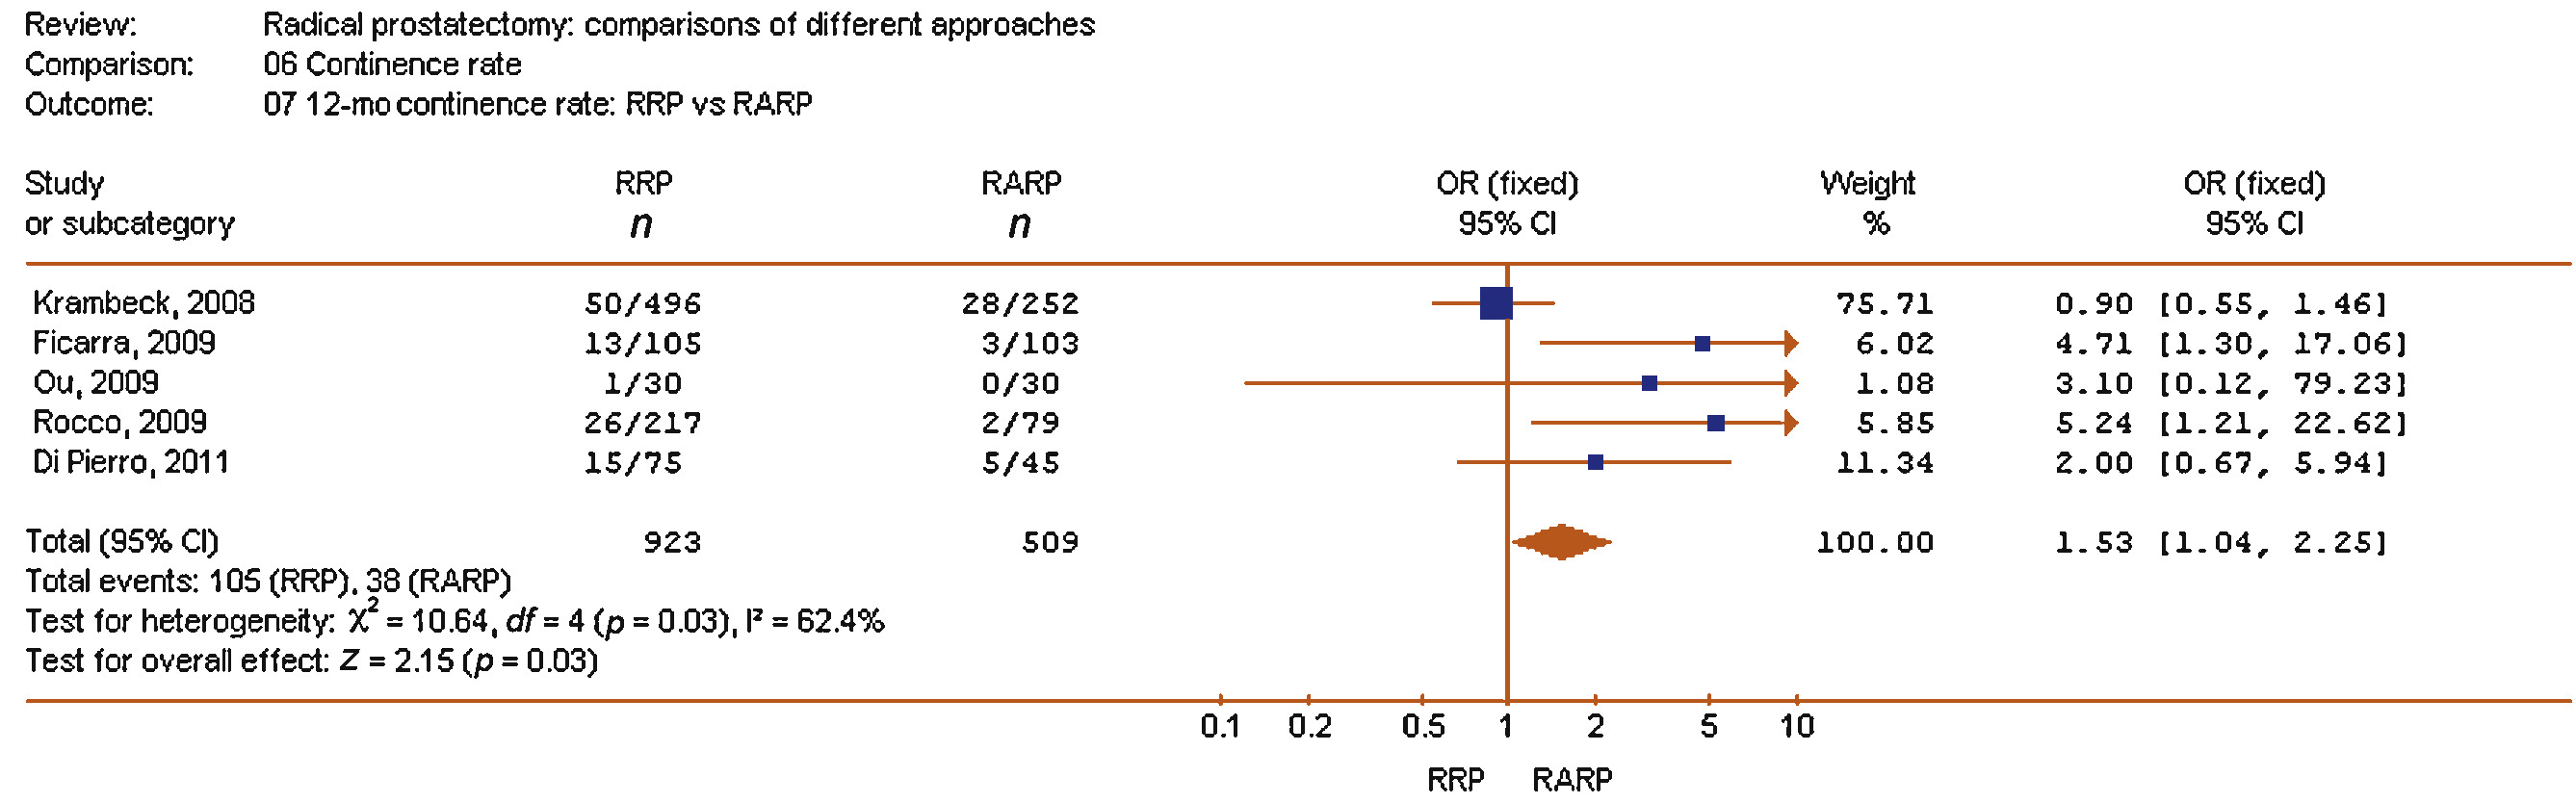 Review: Radical prostatectomy: comparisons of different approaches
Comparison: 06 Continence rate
Outcome: 07 12-mo continence rate: RRP vs RARP
Study RRP RARP OR (fixed) Weight OR (fixed)
or subcategory n n 95% CI % 95% CI
Krambeck, 2008 50/496 28/252 75.71 0.90 [0.55, 1.46]
Ficarra, 2009 13/105 3/103 6.02 4.71 [1.30, 17.06]
Ou, 2009 1/30 0/30 1.08 3.10 [0.12, 79.23]
Rocco, 2009 26/217 2/79 5.85 5.24 [1.21, 22.62]
Di Pierro, 2011 15/75 5/45 11.34 2.00 [0.67, 5.94]
Total (95% CI) 923 509 100.00 1.53 [1.04, 2.25]
Total events: 105 (RRP), 38 (RARP)
Test for heterogeneity: χ² = 10.64, df = 4 (p = 0.03), I² = 62.4%
Test for overall effect: Z = 2.15 (p = 0.03)
0.1 0.2 0.5 1 2 5 10
RRP RARP